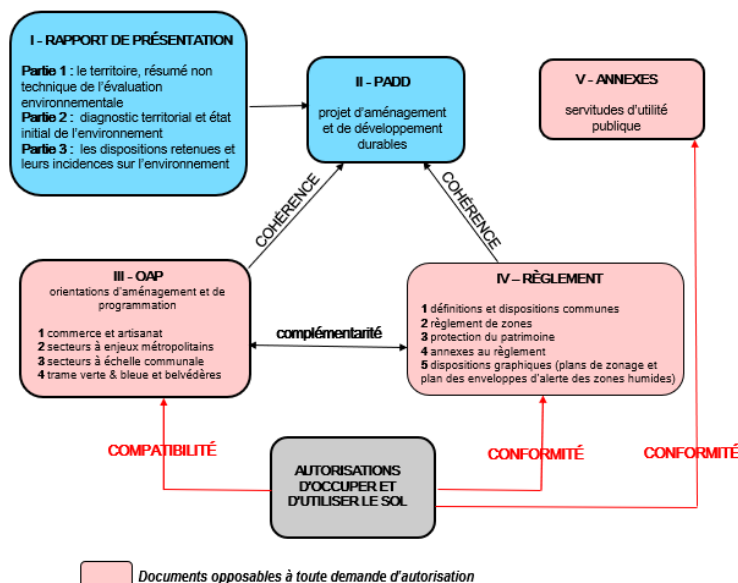 I - RAPPORT DE PRÉSENTATION
Partie 1 : le territoire, résumé non
technique de l'évaluation
environnementale
Partie 2 :  diagnostic territorial et état
initial de l'environnement
Partie 3 :  les dispositions retenues et
leurs incidences sur l'environnement
II - PADD
projet d'aménagement
et de développement
durables
V - ANNEXES
servitudes d'utilité
publique
COHÉRENCE
COHÉRENCE
III - OAP
orientations d'aménagement et de
programmation
1 commerce et artisanat
2 secteurs à enjeux métropolitains
3 secteurs à échelle communale
4 trame verte & bleue et belvédères
complémentarité
IV - RÈGLEMENT
1 définitions et dispositions communes
2 règlement de zones
3 protection du patrimoine
4 annexes au règlement
5 dispositions graphiques (plans de zonage et
plan des enveloppes d'alerte des zones humides)
COMPATIBILITÉ
CONFORMITÉ
CONFORMITÉ
AUTORISATIONS
D'OCCUPER ET
D'UTILISER LE SOL
Documents opposables à toute demande d'autorisation